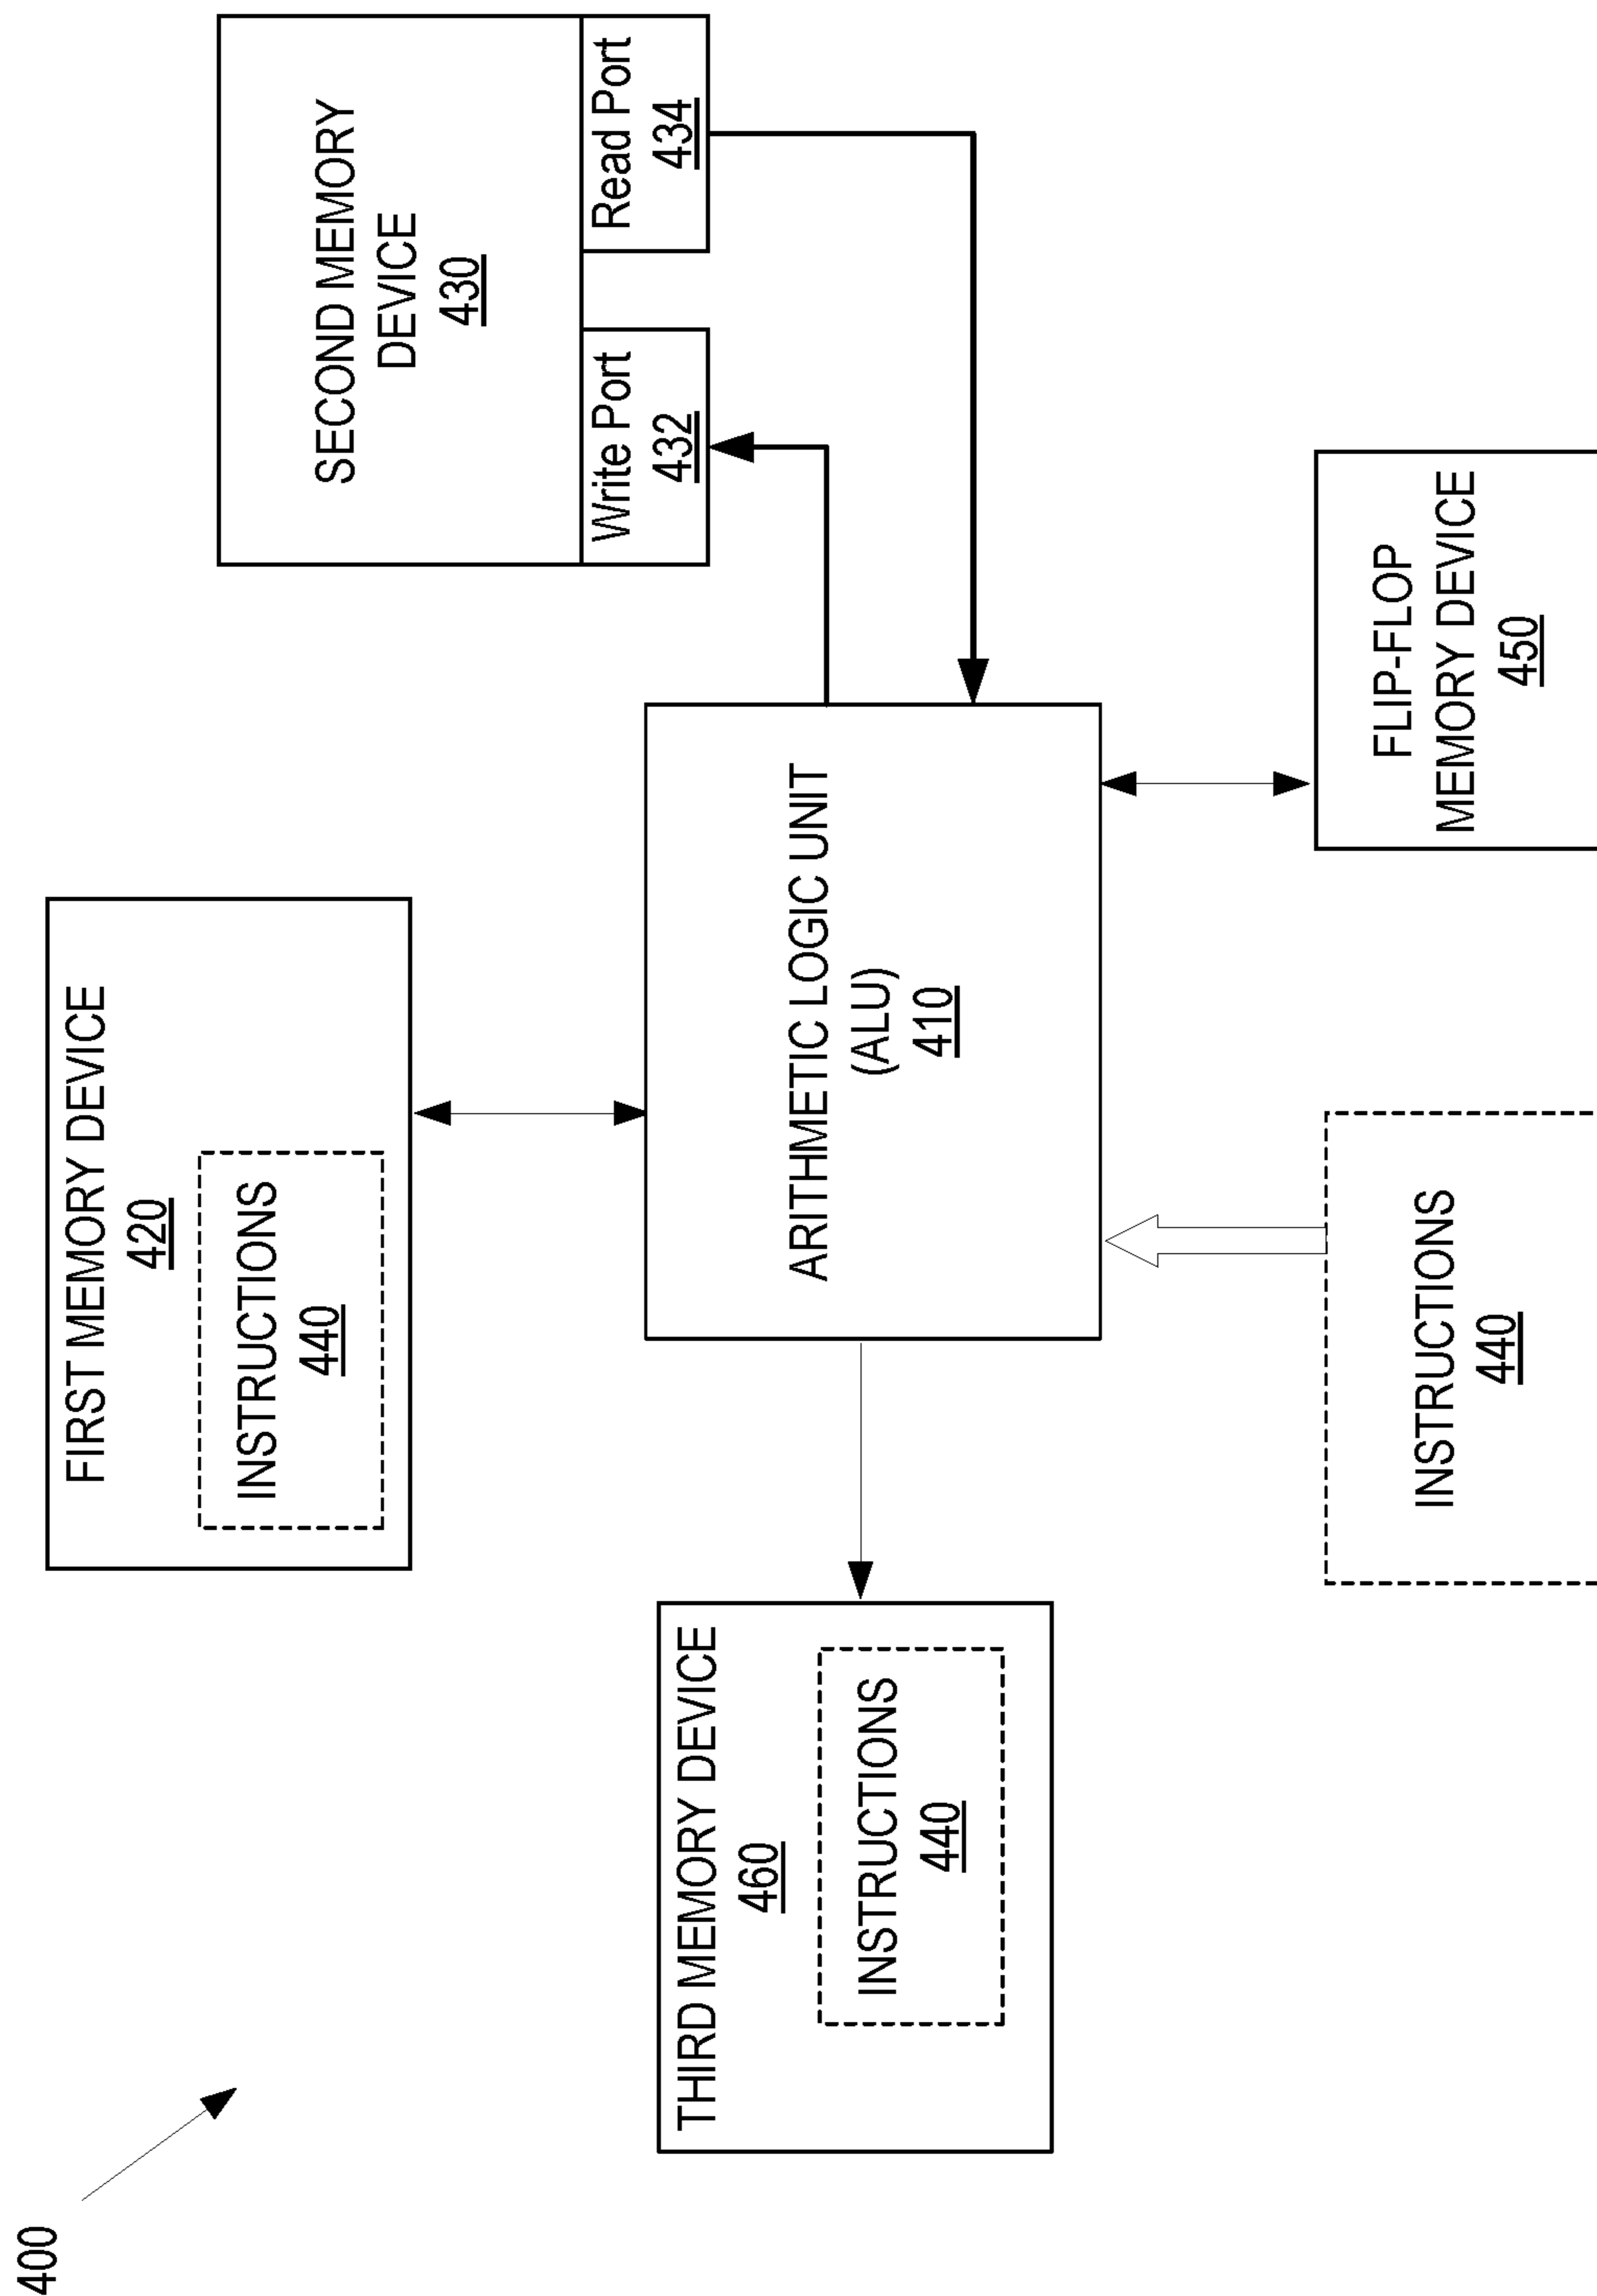 400
FIRST MEMORY DEVICE
420
INSTRUCTIONS
440
SECOND MEMORY
DEVICE
430
Write Port
432
Read Port
434
THIRD MEMORY DEVICE
460
INSTRUCTIONS
440
ARITHMETIC LOGIC UNIT
(ALU)
410
INSTRUCTIONS
440
FLIP-FLOP
MEMORY DEVICE
450